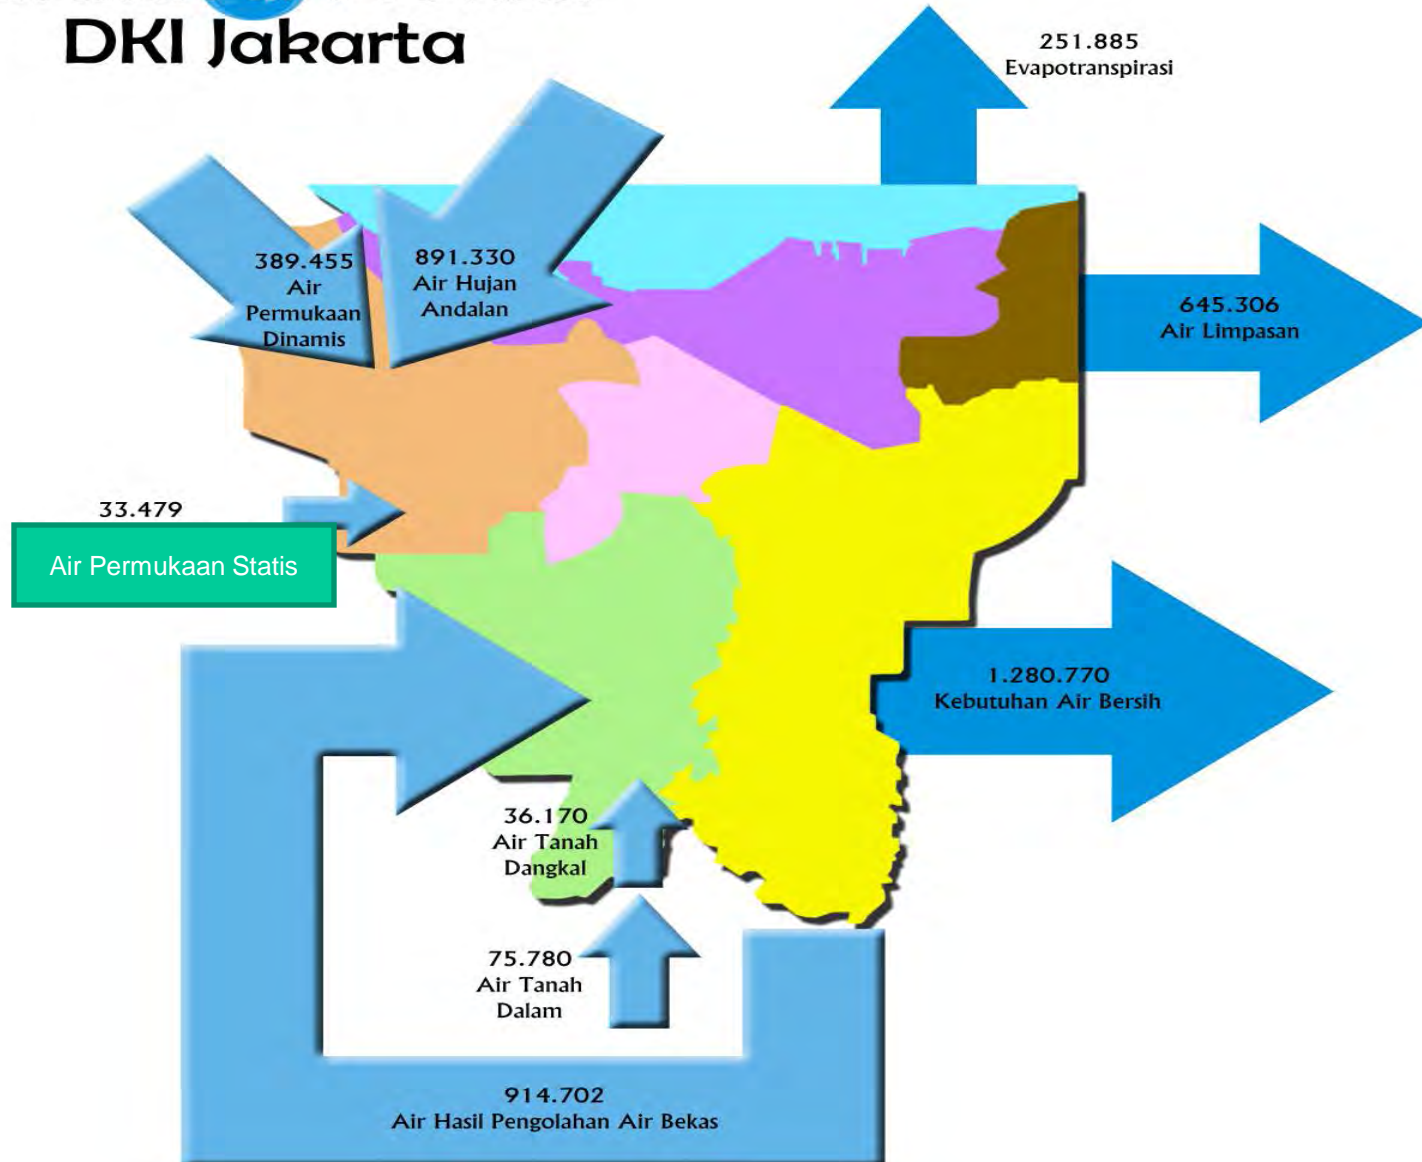 DKI Jakarta
251.885
Evapotranspirasi
389.455
Air
Permukaan
Dinamis
891.330
Air Hujan
Andalan
645.306
Air Limpasan
33.479
Air Permukaan Statis
1.280.770
Kebutuhan Air Bersih
36.170
Air Tanah
Dangkal
75.780
Air Tanah
Dalam
914.702
Air Hasil Pengolahan Air Bekas